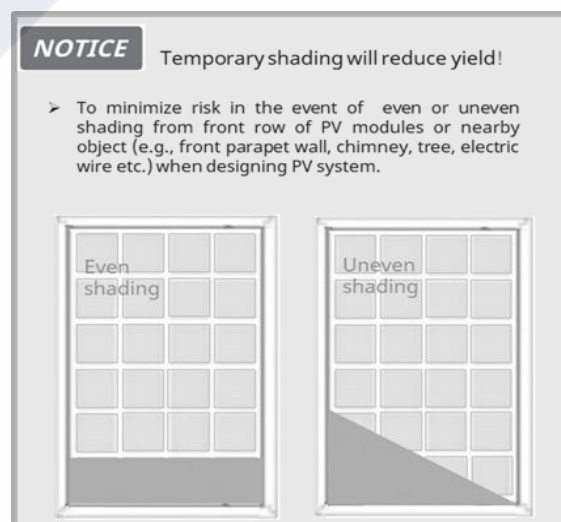 NOTICE
Temporary shading will reduce yield!
➢ To minimize risk in the event of even or uneven
shading from front row of PV modules or nearby
object (e.g., front parapet wall, chimney, tree, electric
wire etc.) when designing PV system.
Even
shading
Uneven
shading